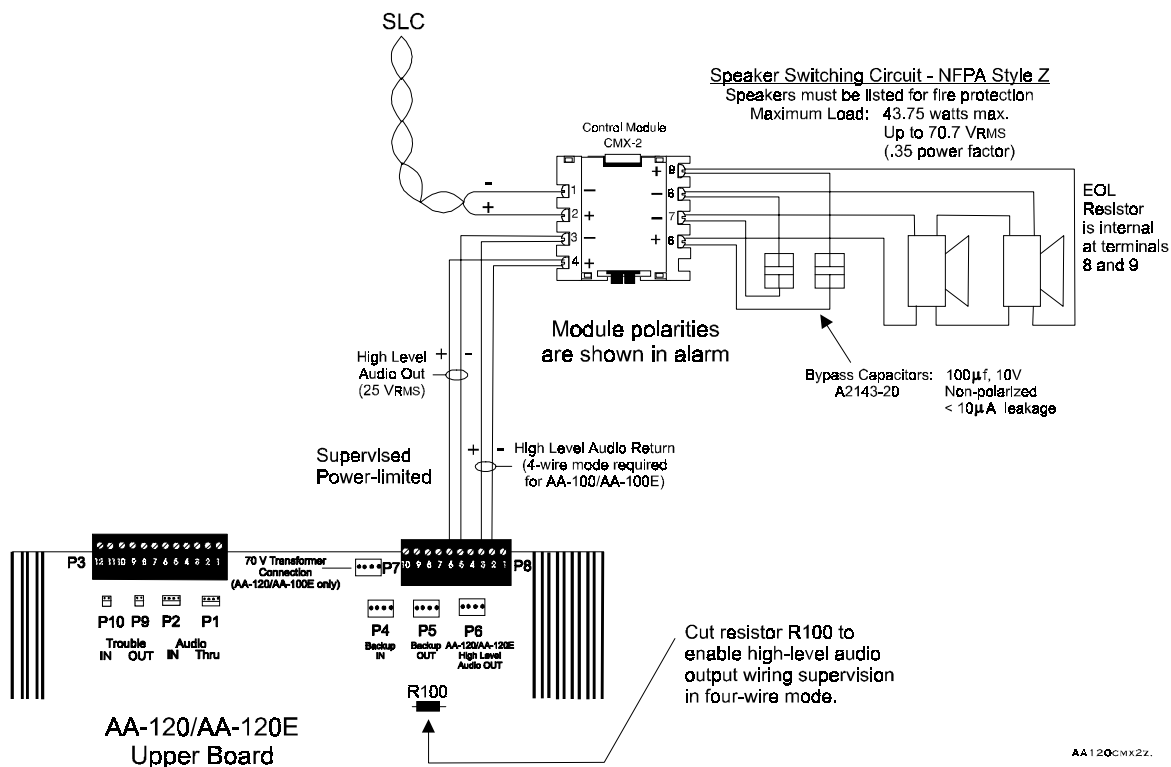 SLC
Speaker Switching Circuit - NFPA Style Z
Speakers must be listed for fire protection
Maximum Load: 43.75 watts max.
Up to 70.7 VRMS
(.35 power factor)
Control Module
CMX-2
- 1 - + 9
+ 2 + - 8
3 - - 7
4 + + 6
EOL
Resistor
is internal
at terminals
8 and 9
Module polarities
are shown in alarm
High Level
Audio Out
(25 VRMS)
+ -
Bypass Capacitors: 100µf, 10V
A2143-20 Non-polarized
< 10µA leakage
Supervised
Power-limited
+ -
High Level Audio Return
(4-wire mode required
for AA-100/AA-100E)
P3
12 11 10 9 8 7 6 5 4 3 2 1
70 V Transformer
Connection
(AA-120/AA-100E only)
P7
10 9 8 7 6 5 4 3 2 1
P8
P10 P9 P2 P1
Trouble Audio
IN OUT IN Thru
P4
Backup
IN
P5
Backup
OUT
P6
AA-120/AA-120E
High Level
Audio OUT
R100
Cut resistor R100 to
enable high-level audio
output wiring supervision
in four-wire mode.
AA-120/AA-120E
Upper Board
AA120CMX2Z.